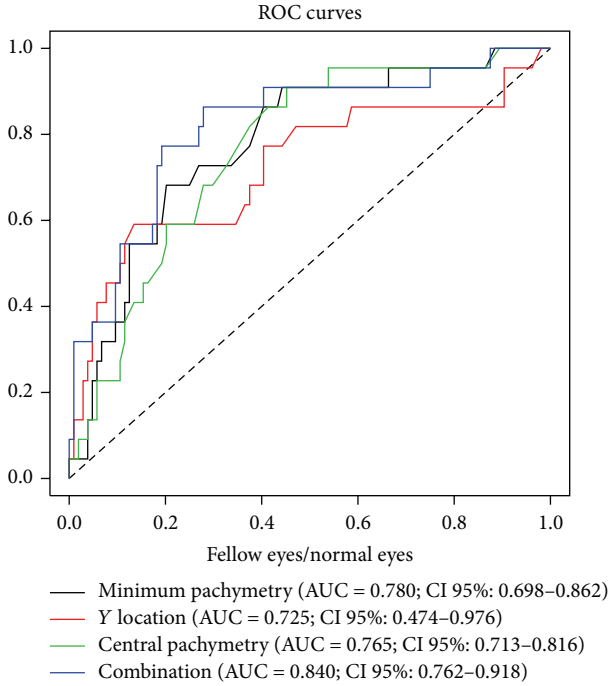 ROC curves
1.0
0.8
0.6
0.4
0.2
0.0
0.0 0.2 0.4 0.6 0.8 1.0
Fellow eyes/normal eyes
Minimum pachymetry (AUC = 0.780; CI 95%: 0.698–0.862)
Y location (AUC = 0.725; CI 95%: 0.474–0.976)
Central pachymetry (AUC = 0.765; CI 95%: 0.713–0.816)
Combination (AUC = 0.840; CI 95%: 0.762–0.918)